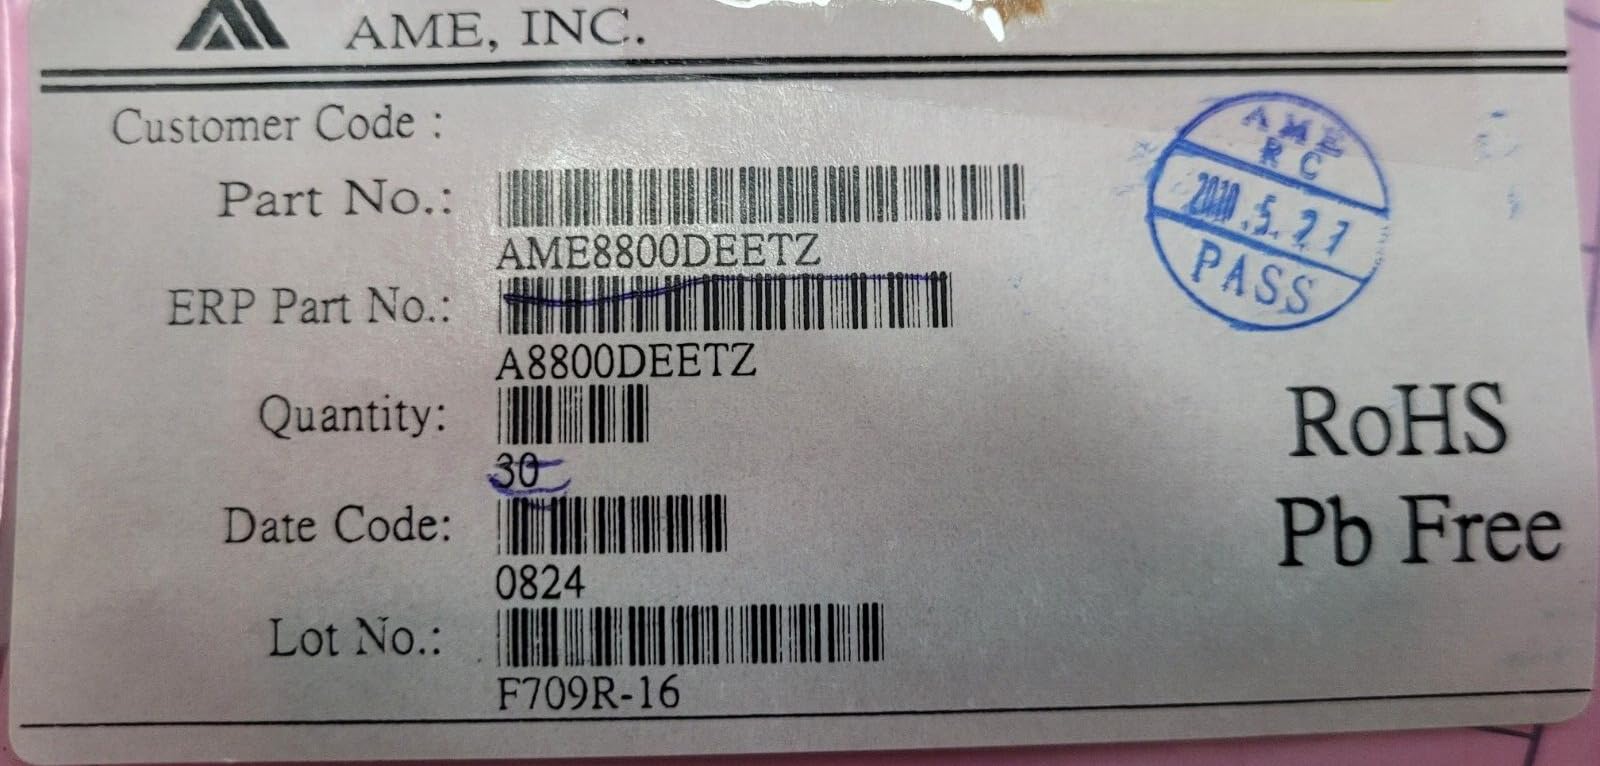 AME, INC.
Customer Code :
Part No.:
AME8800DEETZ
ERP Part No.:
A8800DEETZ
Quantity:
30
Date Code:
0824
Lot No.:
F709R-16
AME
RC
2010.5.27
PASS
RoHS
Pb Free